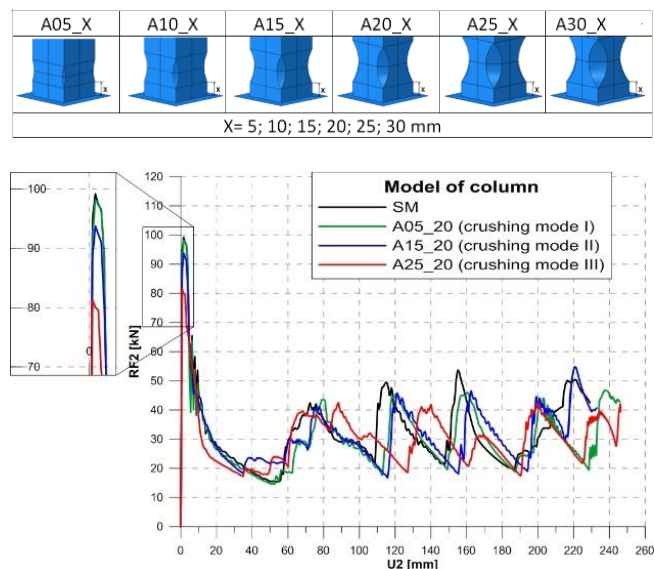 A05_X A10_X A15_X A20_X A25_X A30_X
x x x x x x
X= 5; 10; 15; 20; 25; 30 mm
100
90
80
70
0
120
110
100
90
80
70
60
50
40
30
20
10
0
RF2 [kN]
Model of column
SM
A05_20 (crushing mode I)
A15_20 (crushing mode II)
A25_20 (crushing mode III)
0 20 40 60 80 100 120 140 160 180 200 220 240 260
U2 [mm]